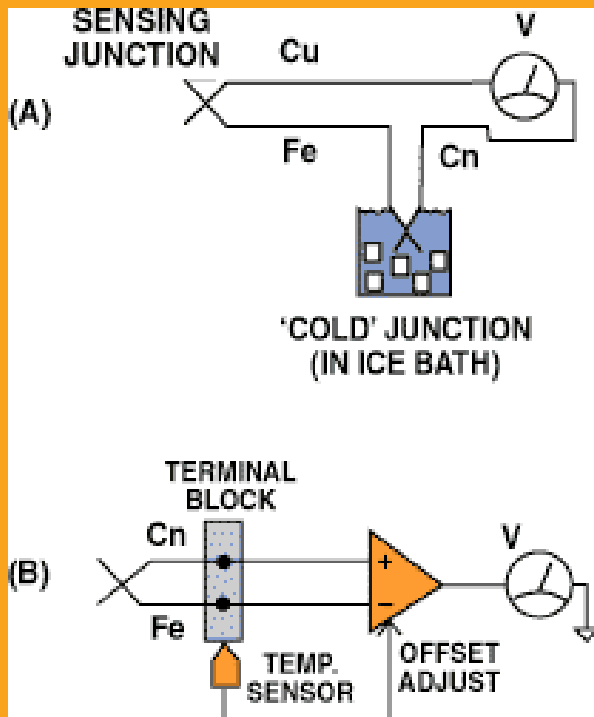 SENSING
JUNCTION
Cu
V
(A)
Fe
Cn
'COLD' JUNCTION
(IN ICE BATH)
TERMINAL
BLOCK
Cn
+
V
(B)
−
Fe
TEMP.
SENSOR
OFFSET
ADJUST